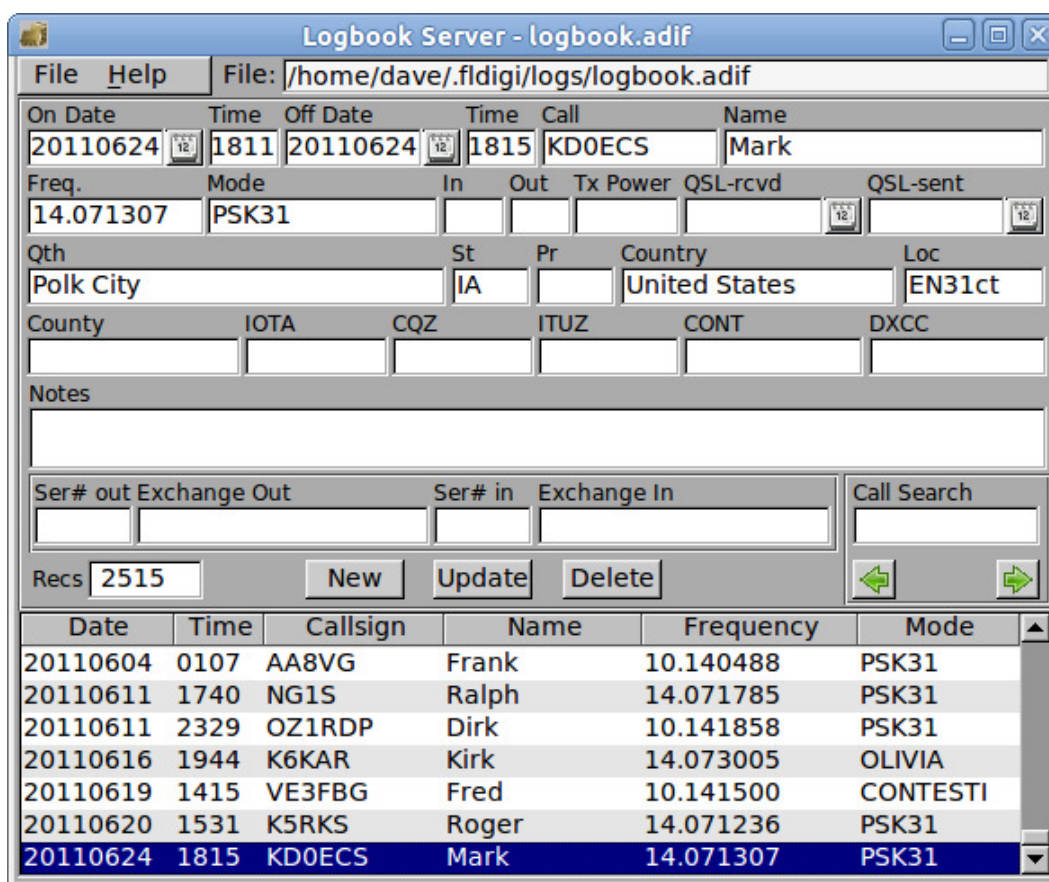 Logbook Server - logbook.adif
File Help File: /home/dave/.fldigi/logs/logbook.adif
On Date Time Off Date Time Call Name
20110624 12 1811 20110624 12 1815 KD0ECS Mark
Freq. Mode In Out Tx Power QSL-rcvd QSL-sent
14.071307 PSK31 12 12
Qth St Pr Country Loc
Polk City IA United States EN31ct
County IOTA CQZ ITUZ CONT DXCC
Notes
Ser# out Exchange Out Ser# in Exchange In Call Search
Recs 2515 New Update Delete
Date Time Callsign Name Frequency Mode
20110604 0107 AA8VG Frank 10.140488 PSK31
20110611 1740 NG1S Ralph 14.071785 PSK31
20110611 2329 OZ1RDP Dirk 10.141858 PSK31
20110616 1944 K6KAR Kirk 14.073005 OLIVIA
20110619 1415 VE3FBG Fred 10.141500 CONTESTI
20110620 1531 K5RKS Roger 14.071236 PSK31
20110624 1815 KD0ECS Mark 14.071307 PSK31